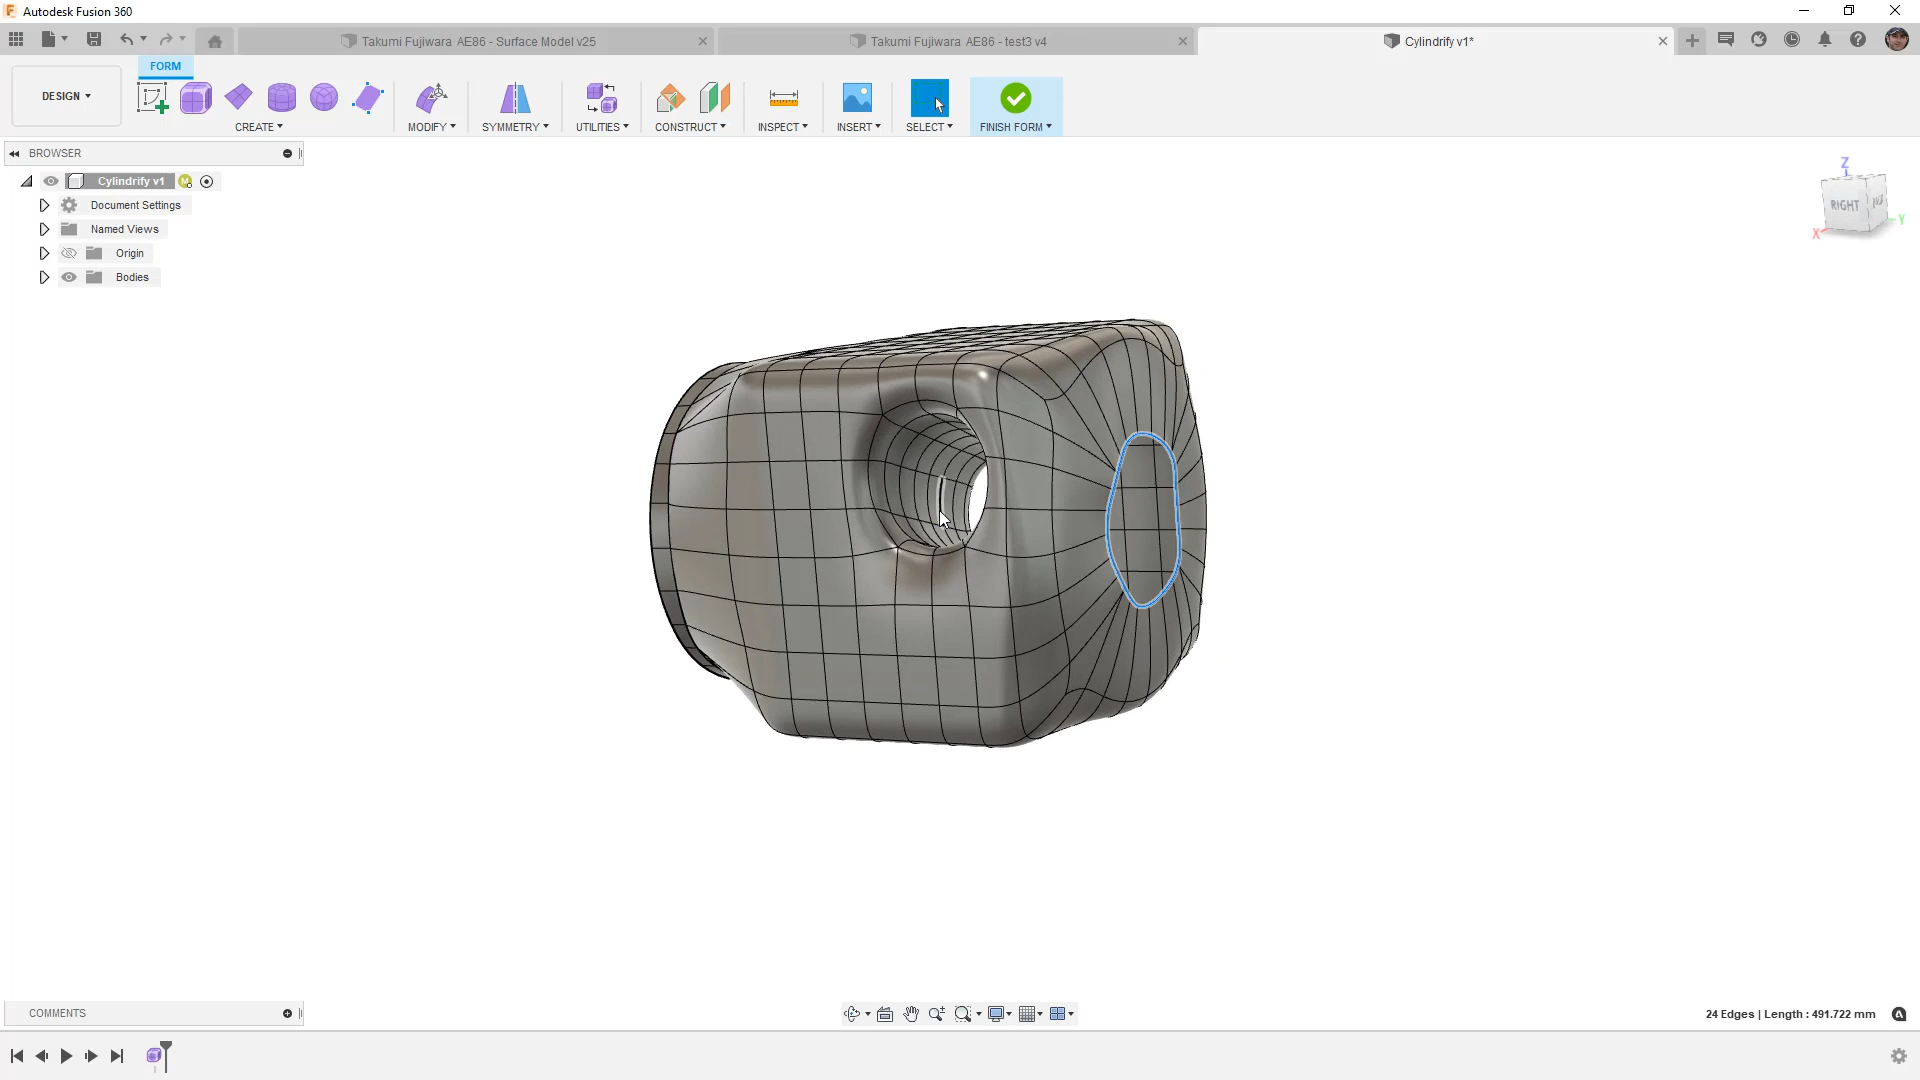 Autodesk Fusion 360
Takumi Fujiwara AE86 - Surface Model v25
Takumi Fujiwara AE86 - test3 v4
Cylindrify v1*
FORM
DESIGN
CREATE
MODIFY
SYMMETRY
UTILITIES
CONSTRUCT
INSPECT
INSERT
SELECT
FINISH FORM
BROWSER
Cylindrify v1
Document Settings
Named Views
Origin
Bodies
Z
RIGHT
Y
X
COMMENTS
24 Edges | Length : 491.722 mm